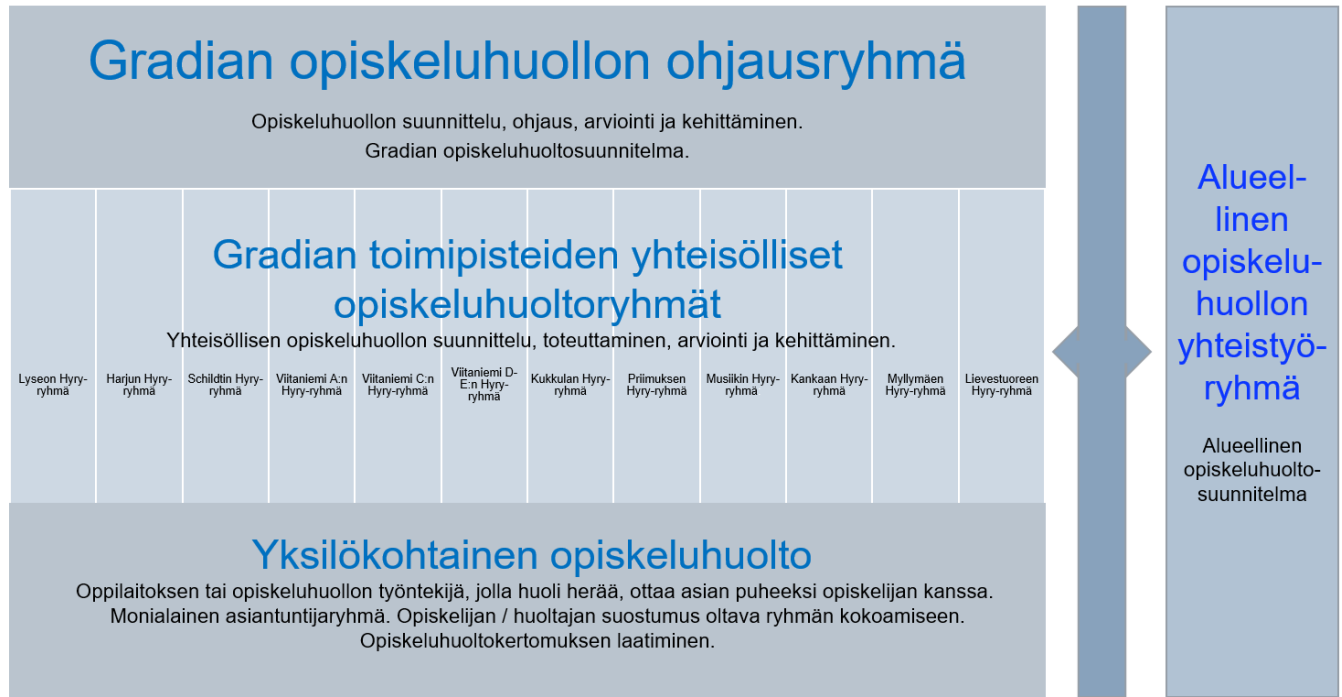 Gradian opiskeluhuollon ohjausryhmä
Opiskeluhuollon suunnittelu, ohjaus, arviointi ja kehittäminen.
Gradian opiskeluhuoltosuunnitelma.
Gradian toimipisteiden yhteisölliset
opiskeluhuoltoryhmät
Yhteisöllisen opiskeluhuollon suunnittelu, toteuttaminen, arviointi ja kehittäminen.
Lyseon Hyry-
ryhmä
Harjun Hyry-
ryhmä
Schildtin Hyry-
ryhmä
Viitaniemi A:n
Hyry-ryhmä
Viitaniemi C:n
Hyry-ryhmä
Viitaniemi D-
E:n Hyry-
ryhmä
Kukkulan Hyry-
ryhmä
Priimuksen
Hyry-ryhmä
Musiikin Hyry-
ryhmä
Kankaan Hyry-
ryhmä
Myllymäen
Hyry-ryhmä
Lievestuoreen
Hyry-ryhmä
Yksilökohtainen opiskeluhuolto
Oppilaitoksen tai opiskeluhuollon työntekijä, jolla huoli herää, ottaa asian puheeksi opiskelijan kanssa.
Monialainen asiantuntijaryhmä. Opiskelijan / huoltajan suostumus oltava ryhmän kokoamiseen.
Opiskeluhuoltokertomuksen laatiminen.
Alueel-
linen
opiskelu-
huollon
yhteistyö-
ryhmä
Alueellinen
opiskeluhuolto-
suunnitelma